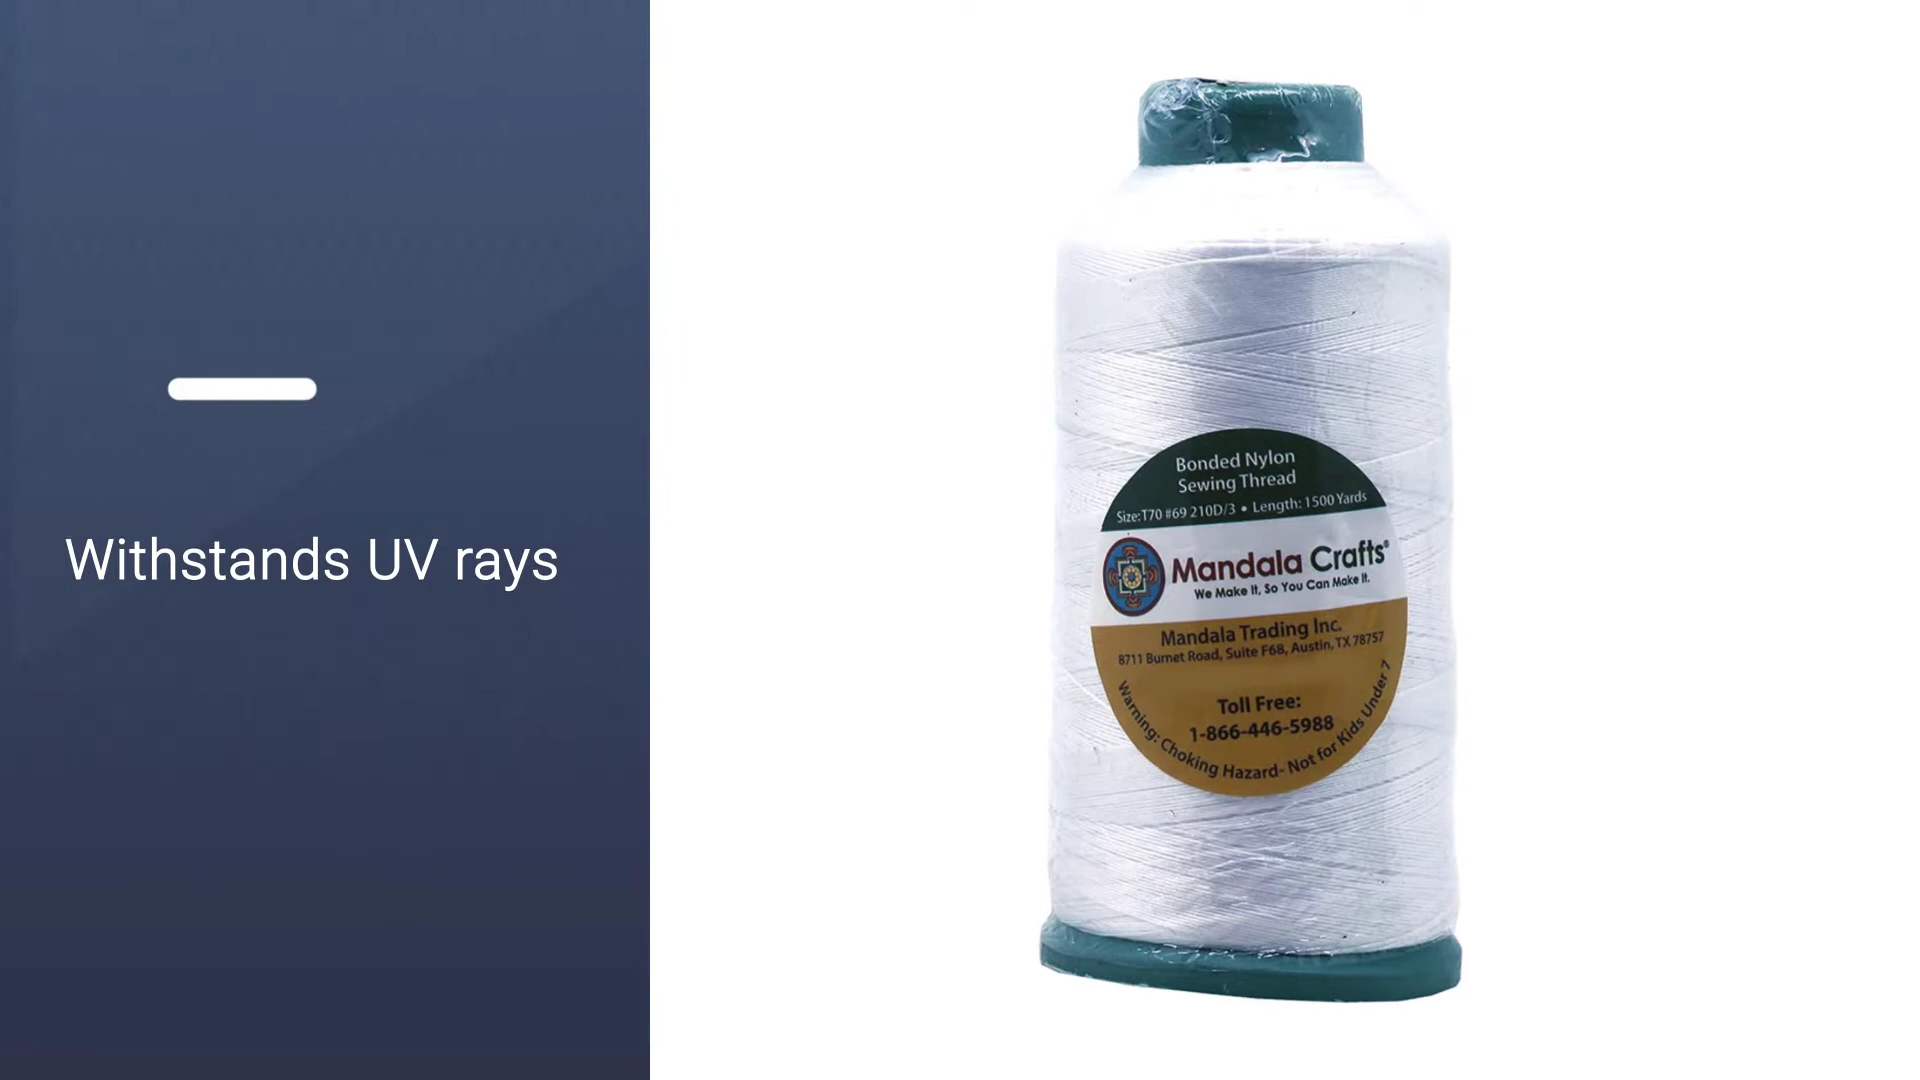 Withstands UV rays
Bonded Nylon
Sewing Thread
Size: T70 #69 210D/3 • Length: 1500 Yards
Mandala Crafts®
We Make It, So You Can Make It.
Mandala Trading Inc.
8711 Burnet Road, Suite F68, Austin, TX 78757
Toll Free:
1-866-446-5988
Warning: Choking Hazard- Not for Kids Under 7